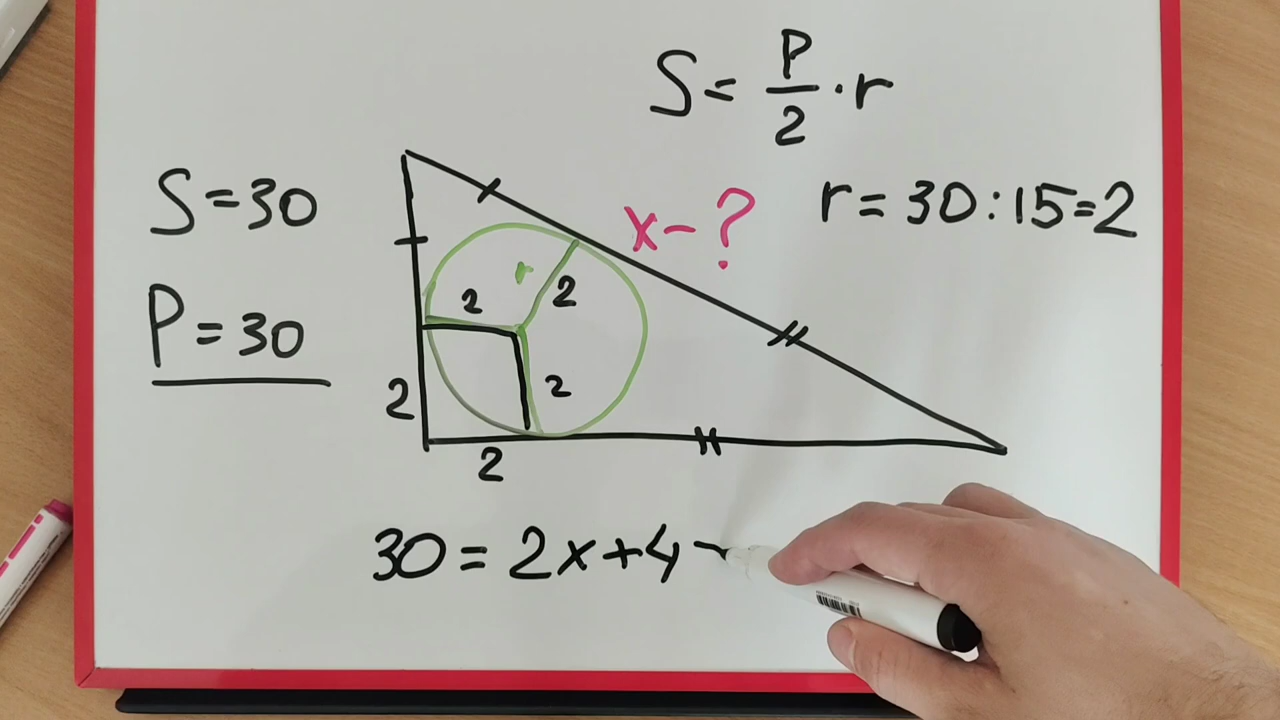 S = P/2 · r
S = 30
x - ?
r = 30 : 15 = 2
P = 30
r
2
2
2
2
2
30 = 2x + 4